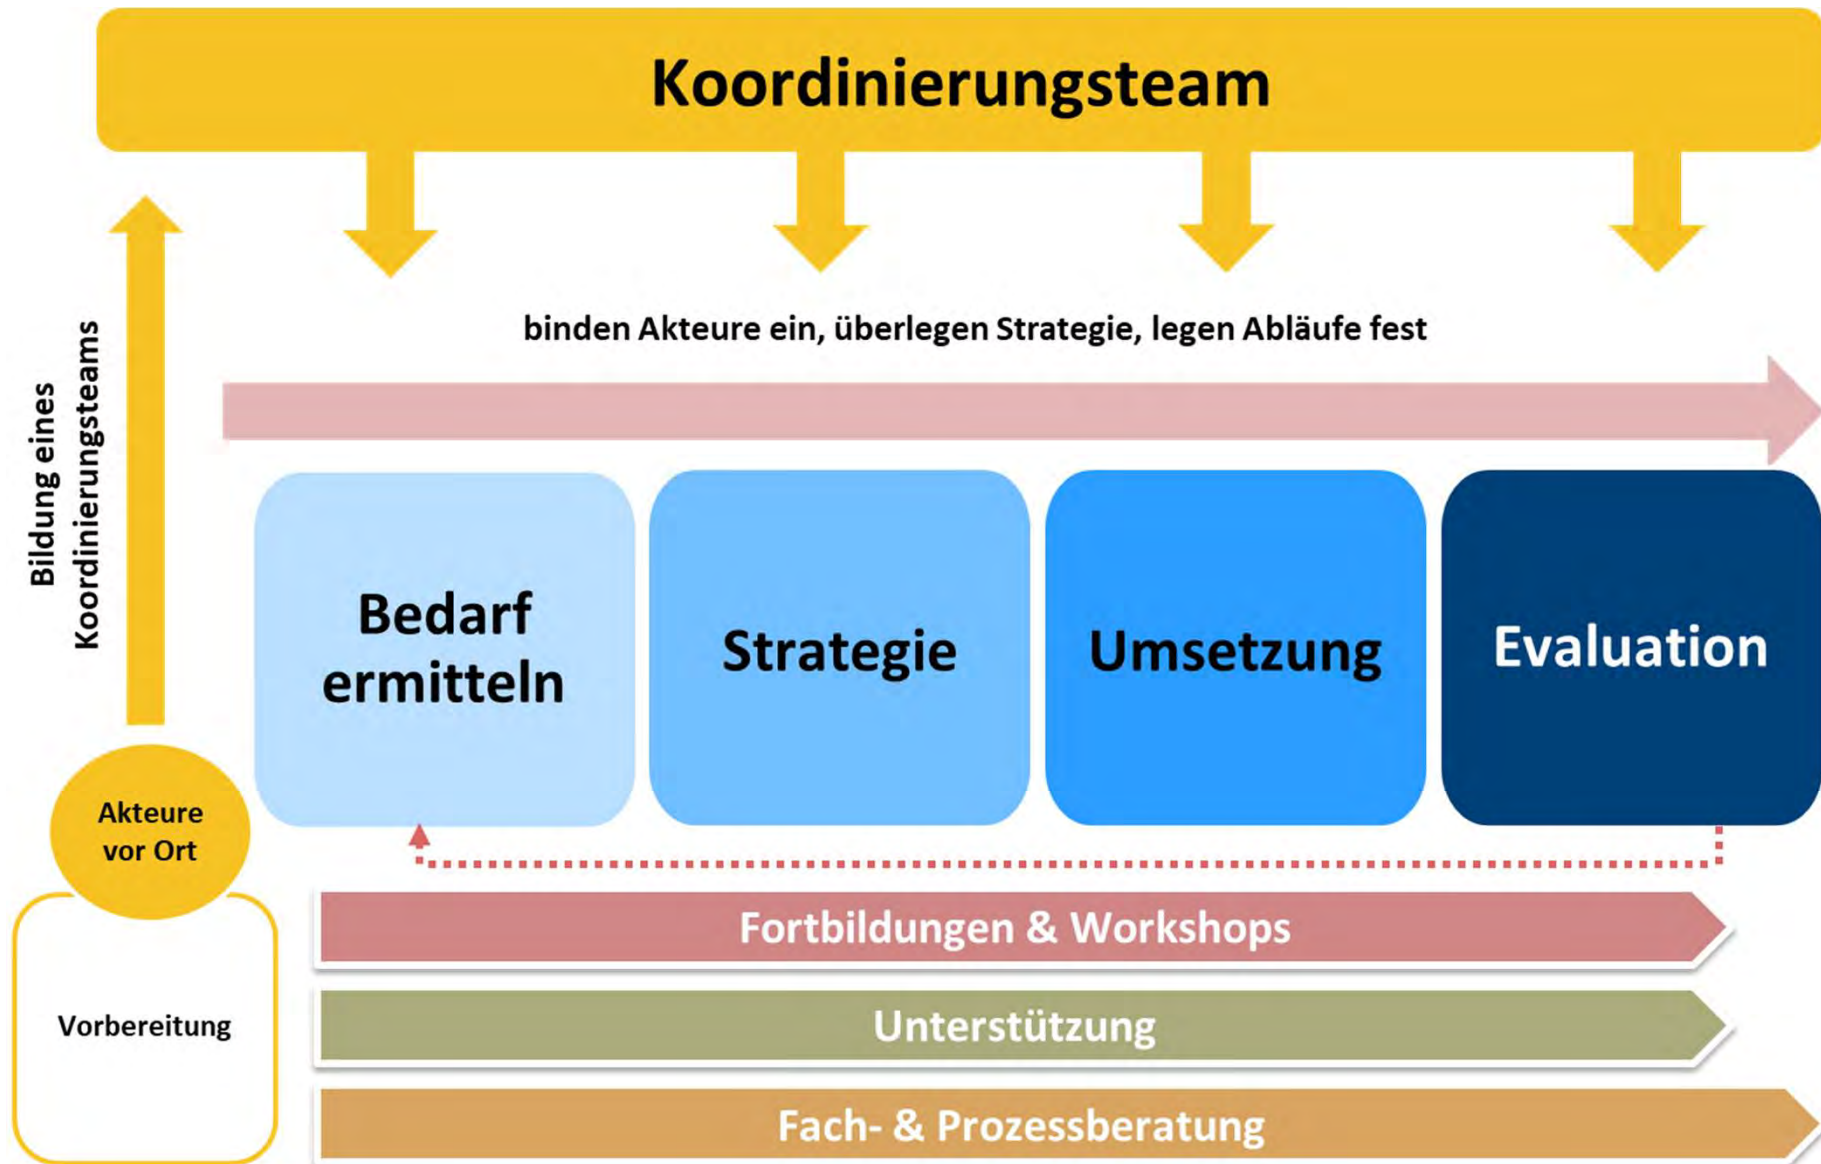 Koordinierungsteam
binden Akteure ein, überlegen Strategie, legen Abläufe fest
Bildung eines
Koordinierungsteams
Bedarf
ermitteln
Strategie
Umsetzung
Evaluation
Akteure
vor Ort
Vorbereitung
Fortbildungen & Workshops
Unterstützung
Fach- & Prozessberatung